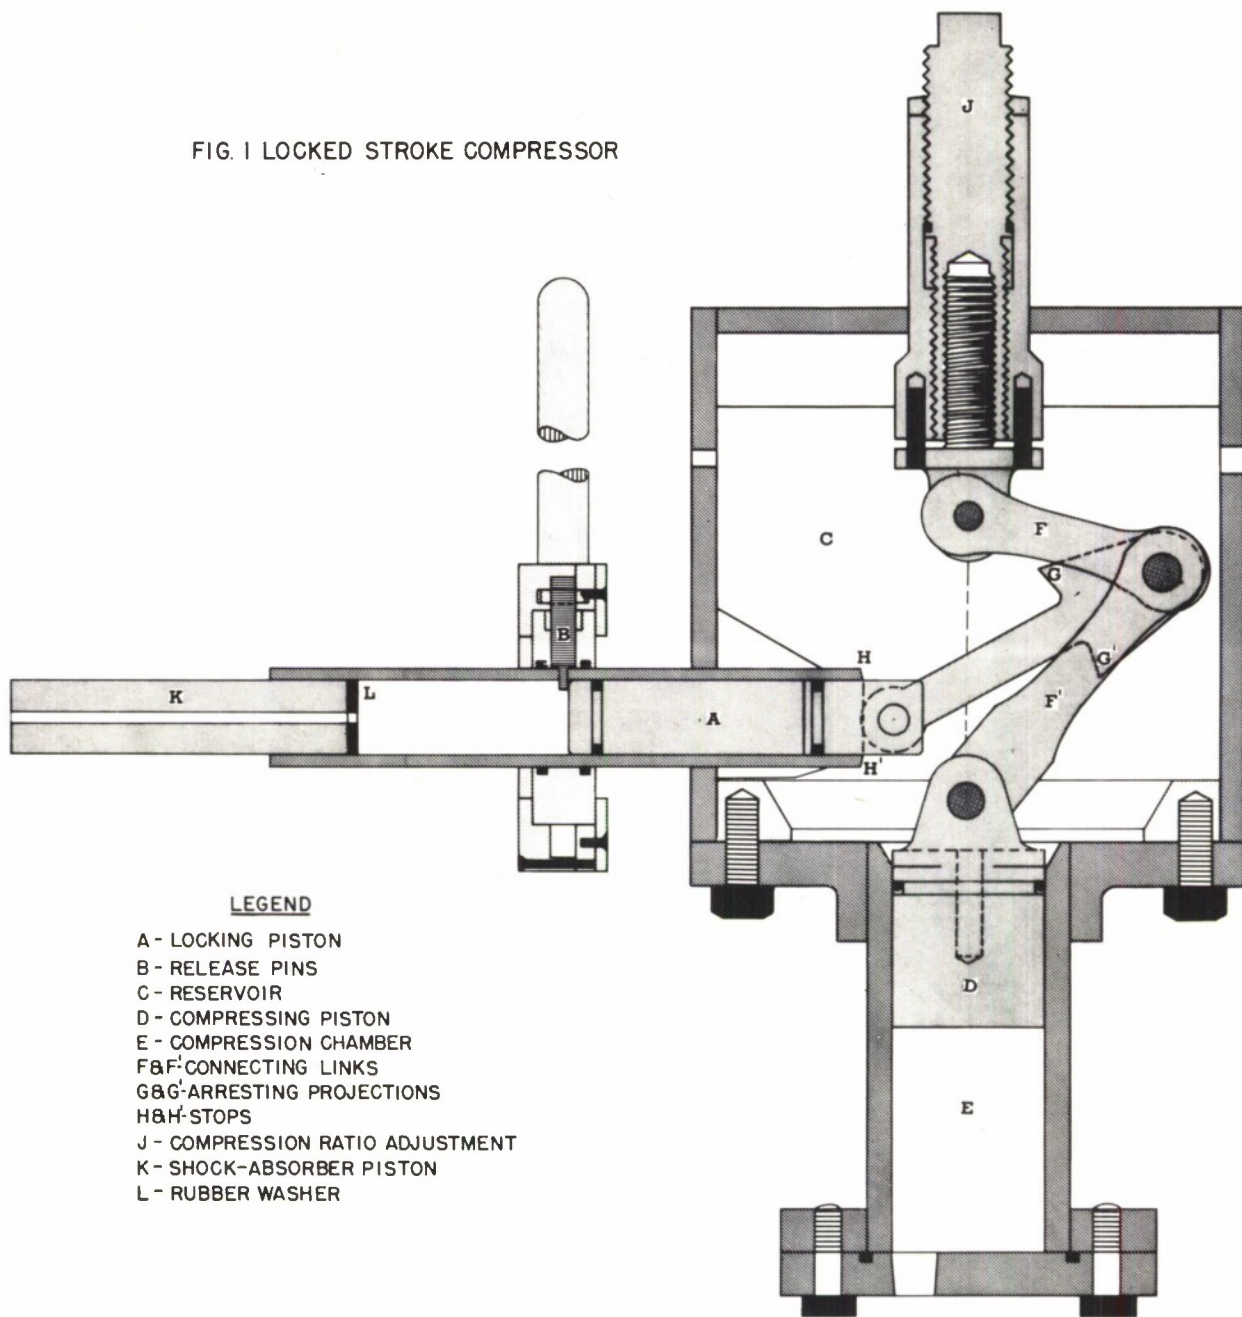 FIG. 1 LOCKED STROKE COMPRESSOR
J
F
C
G
B
G'
H
K
L
F'
A
H'
D
E
LEGEND
A - LOCKING PISTON
B - RELEASE PINS
C - RESERVOIR
D - COMPRESSING PISTON
E - COMPRESSION CHAMBER
F&F'-CONNECTING LINKS
G&G'-ARRESTING PROJECTIONS
H&H'-STOPS
J - COMPRESSION RATIO ADJUSTMENT
K - SHOCK-ABSORBER PISTON
L - RUBBER WASHER